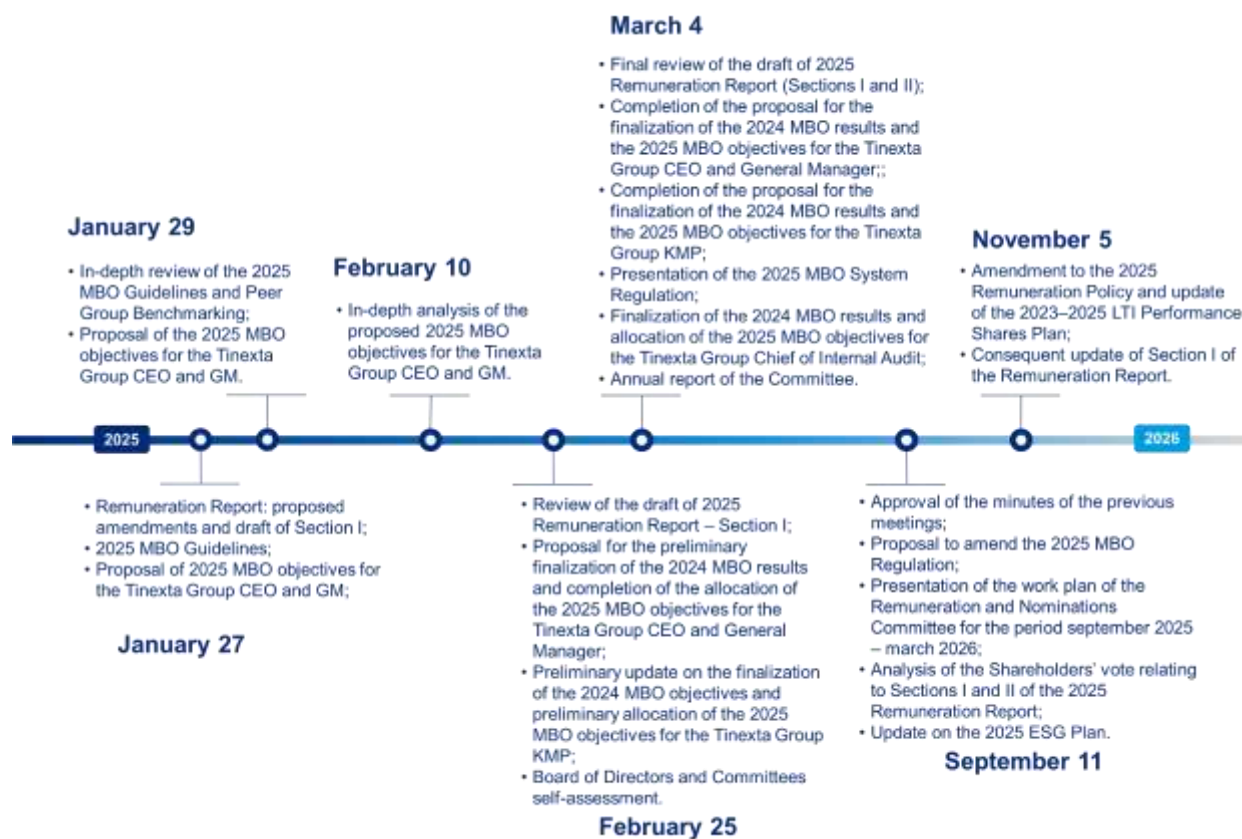 March 4
• Final review of the draft of 2025
Remuneration Report (Sections I and II);
• Completion of the proposal for the
finalization of the 2024 MBO results and
the 2025 MBO objectives for the Tinexta
Group CEO and General Manager;;
• Completion of the proposal for the
finalization of the 2024 MBO results and
the 2025 MBO objectives for the Tinexta
Group KMP;
• Presentation of the 2025 MBO System
Regulation;
• Finalization of the 2024 MBO results and
allocation of the 2025 MBO objectives for
the Tinexta Group Chief of Internal Audit;
• Annual report of the Committee.
January 29
• In-depth review of the 2025
MBO Guidelines and Peer
Group Benchmarking;
• Proposal of the 2025 MBO
objectives for the Tinexta
Group CEO and GM.
February 10
• In-depth analysis of the
proposed 2025 MBO
objectives for the Tinexta
Group CEO and GM.
November 5
• Amendment to the 2025
Remuneration Policy and update
of the 2023–2025 LTI Performance
Shares Plan;
• Consequent update of Section I of
the Remuneration Report.
2025
2026
• Remuneration Report: proposed
amendments and draft of Section I;
• 2025 MBO Guidelines;
• Proposal of 2025 MBO objectives for
the Tinexta Group CEO and GM;
January 27
• Review of the draft of 2025
Remuneration Report – Section I;
• Proposal for the preliminary
finalization of the 2024 MBO results
and completion of the allocation of
the 2025 MBO objectives for the
Tinexta Group CEO and General
Manager;
• Preliminary update on the finalization
of the 2024 MBO objectives and
preliminary allocation of the 2025
MBO objectives for the Tinexta Group
KMP;
• Board of Directors and Committees
self-assessment.
February 25
• Approval of the minutes of the previous
meetings;
• Proposal to amend the 2025 MBO
Regulation;
• Presentation of the work plan of the
Remuneration and Nominations
Committee for the period september 2025
– march 2026;
• Analysis of the Shareholders' vote relating
to Sections I and II of the 2025
Remuneration Report;
• Update on the 2025 ESG Plan.
September 11